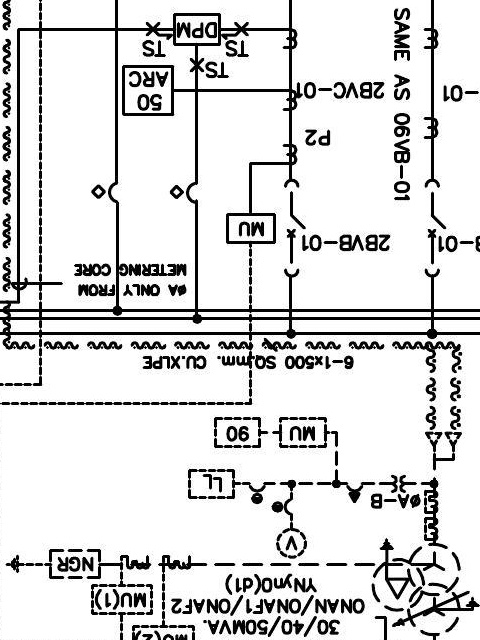 30/40/50MVA.
ONAN/ONAF1/ONAF2
YNyn0(d1)
MU(2)
MU(1)
NGR
V
øA-B
LL
MU
90
6-1x500 SQ.mm. CU.XLPE
øA ONLY FROM
METERING CORE
2BVB-01
MU
P2
SAME AS 06VB-01
2BVC-01
-01
50
ARC
TS
TS
TS
DPM